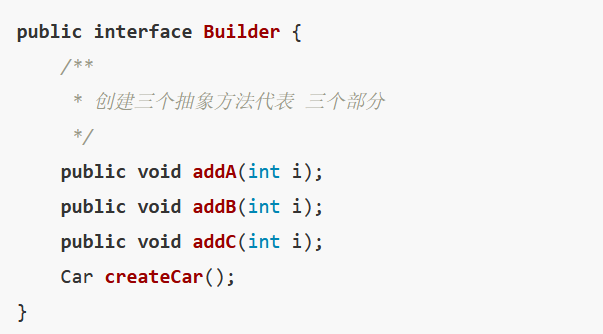 public interface Builder {
    /**
     * 创建三个抽象方法代表 三个部分
     */
    public void addA(int i);
    public void addB(int i);
    public void addC(int i);
    Car createCar();
}